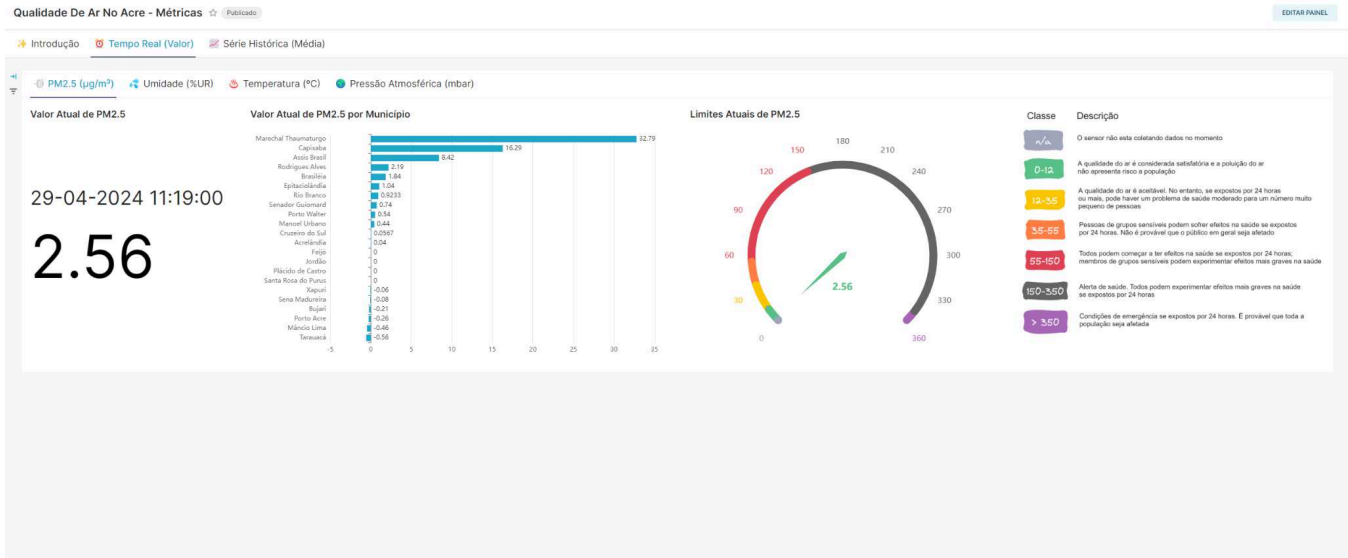 Qualidade De Ar No Acre - Métricas
Publicado
EDITAR PAINEL
Introdução
Tempo Real (Valor)
Série Histórica (Média)
PM2.5 (µg/m³)
Umidade (%UR)
Temperatura (ºC)
Pressão Atmosférica (mbar)
Valor Atual de PM2.5
29-04-2024 11:19:00
2.56
Valor Atual de PM2.5 por Município
Marechal Thaumaturgo 32.79
Capixaba 16.29
Assis Brasil 8.42
Rodrigues Alves 2.19
Brasiléia 1.84
Epitaciolândia 1.04
Rio Branco 0.9233
Senador Guiomard 0.74
Porto Walter 0.54
Manoel Urbano 0.44
Cruzeiro do Sul 0.0567
Acrelândia 0.04
Feijo 0
Jordão 0
Plácido de Castro 0
Santa Rosa do Purus 0
Xapuri -0.06
Sena Madureira -0.08
Bujari -0.21
Porto Acre -0.26
Mâncio Lima -0.46
Tarauacá -0.56
-5 0 5 10 15 20 25 30 35
Limites Atuais de PM2.5
0
30
60
90
120
150
180
210
240
270
300
330
360
2.56
Classe Descrição
n/a O sensor não esta coletando dados no momento
0-12 A qualidade do ar é considerada satisfatória e a poluição do ar
não apresenta risco a população
12-35 A qualidade do ar é aceitável. No entanto, se expostos por 24 horas
ou mais, pode haver um problema de saúde moderado para um número muito
pequeno de pessoas
35-55 Pessoas de grupos sensíveis podem sofrer efeitos na saúde se expostos
por 24 horas. Não é provável que o público em geral seja afetado
55-150 Todos podem começar a ter efeitos na saúde se expostos por 24 horas;
membros de grupos sensíveis podem experimentar efeitos mais graves na saúde
150-350 Alerta de saúde. Todos podem experimentar efeitos mais graves na saúde
se expostos por 24 horas
> 350 Condições de emergência se expostos por 24 horas. É provável que toda a
população seja afetada